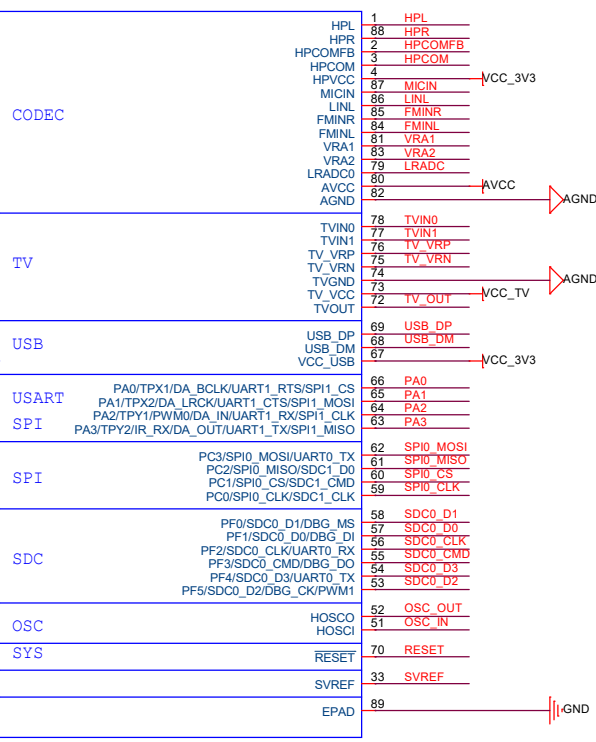 CODEC
HPL 1 HPL
HPR 88 HPR
HPCOMFB 2 HPCOMFB
HPCOM 3 HPCOM
HPVCC 4 VCC_3V3
MICIN 87 MICIN
LINL 86 LINL
FMINR 85 FMINR
FMINL 84 FMINL
VRA1 81 VRA1
VRA2 83 VRA2
LRADC0 79 LRADC
AVCC 80 AVCC
AGND 82 AGND
TV
TVIN0 78 TVIN0
TVIN1 77 TVIN1
TV_VRP 76 TV_VRP
TV_VRN 75 TV_VRN
TVGND 74 AGND
TV_VCC 73 VCC_TV
TVOUT 72 TV_OUT
USB
USB_DP 69 USB_DP
USB_DM 68 USB_DM
VCC_USB 67 VCC_3V3
USART
SPI
PA0/TPX1/DA_BCLK/UART1_RTS/SPI1_CS 66 PA0
PA1/TPX2/DA_LRCK/UART1_CTS/SPI1_MOSI 65 PA1
PA2/TPY1/PWM0/DA_IN/UART1_RX/SPI1_CLK 64 PA2
PA3/TPY2/IR_RX/DA_OUT/UART1_TX/SPI1_MISO 63 PA3
SPI
PC3/SPI0_MOSI/UART0_TX 62 SPI0_MOSI
PC2/SPI0_MISO/SDC1_D0 61 SPI0_MISO
PC1/SPI0_CS/SDC1_CMD 60 SPI0_CS
PC0/SPI0_CLK/SDC1_CLK 59 SPI0_CLK
SDC
PF0/SDC0_D1/DBG_MS 58 SDC0_D1
PF1/SDC0_D0/DBG_DI 57 SDC0_D0
PF2/SDC0_CLK/UART0_RX 56 SDC0_CLK
PF3/SDC0_CMD/DBG_DO 55 SDC0_CMD
PF4/SDC0_D3/UART0_TX 54 SDC0_D3
PF5/SDC0_D2/DBG_CK/PWM1 53 SDC0_D2
OSC
HOSCO 52 OSC_OUT
HOSCI 51 OSC_IN
SYS
RESET 70 RESET
SVREF 33 SVREF
EPAD 89 GND